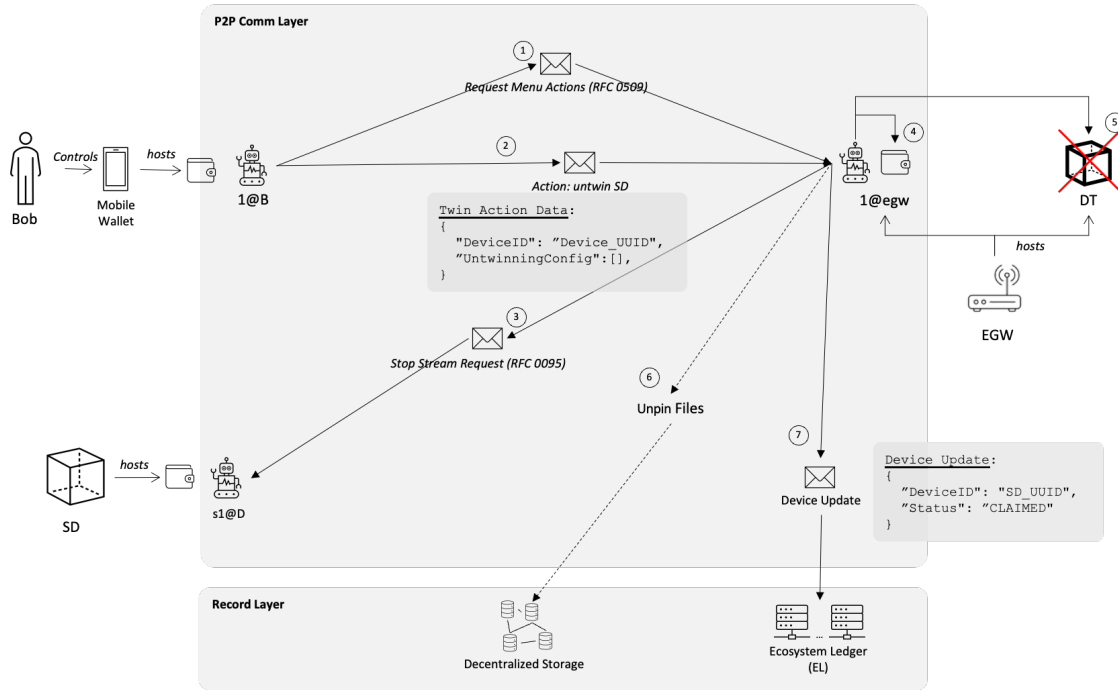 P2P Comm Layer
1
Request Menu Actions (RFC 0509)
2
Action: untwin SD
Controls
hosts
Bob
Mobile
Wallet
1@B
4
1@egw
5
DT
hosts
EGW
Twin Action Data:
{
"DeviceID": ”Device_UUID",
”UntwinningConfig":[],
}
3
Stop Stream Request (RFC 0095)
6
Unpin Files
7
Device Update
Device Update:
{
”DeviceID": "SD_UUID",
”Status": ”CLAIMED"
}
hosts
SD
s1@D
Record Layer
Decentralized Storage
...
Ecosystem Ledger
(EL)